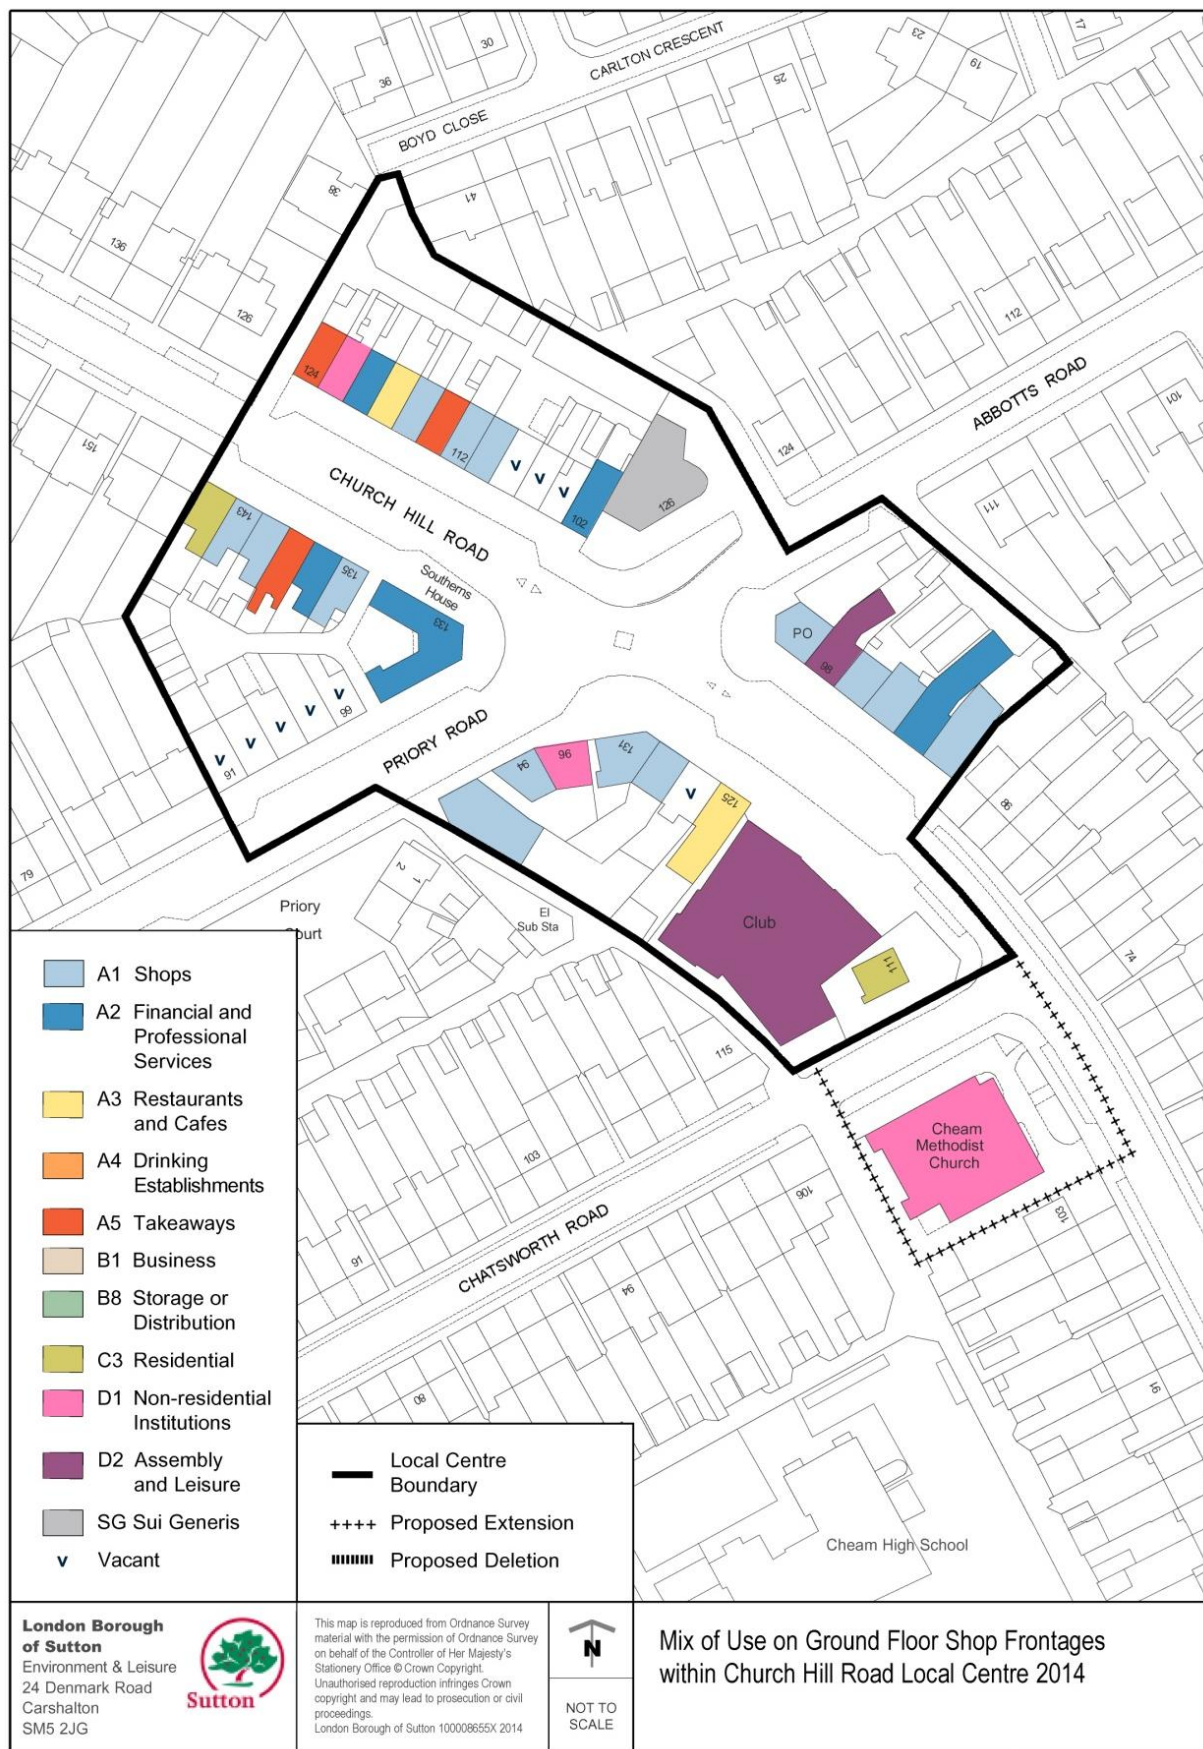 17
30
CARLTON CRESCENT
23
19
36
25
BOYD CLOSE
38
41
136
112
126
ABBOTTS ROAD
101
124
124
151
112
111
CHURCH HILL ROAD
V
V
V
102
126
143
Southerns
House
135
133
PO
98
V
99
V
V
V
V
91
PRIORY ROAD
131
96
94
V
125
86
79
2
1
Priory
Court
El
Sub Sta
Club
111
74
115
Cheam
Methodist
Church
103
106
103
91
CHATSWORTH ROAD
94
80
91
Cheam High School
A1 Shops
A2 Financial and
Professional
Services
A3 Restaurants
and Cafes
A4 Drinking
Establishments
A5 Takeaways
B1 Business
B8 Storage or
Distribution
C3 Residential
D1 Non-residential
Institutions
D2 Assembly
and Leisure
SG Sui Generis
V Vacant
Local Centre
Boundary
++++ Proposed Extension
Proposed Deletion
London Borough
of Sutton
Environment & Leisure
24 Denmark Road
Carshalton
SM5 2JG
Sutton
This map is reproduced from Ordnance Survey
material with the permission of Ordnance Survey
on behalf of the Controller of Her Majesty's
Stationery Office © Crown Copyright.
Unauthorised reproduction infringes Crown
copyright and may lead to prosecution or civil
proceedings.
London Borough of Sutton 100008655X 2014
N
NOT TO
SCALE
Mix of Use on Ground Floor Shop Frontages
within Church Hill Road Local Centre 2014